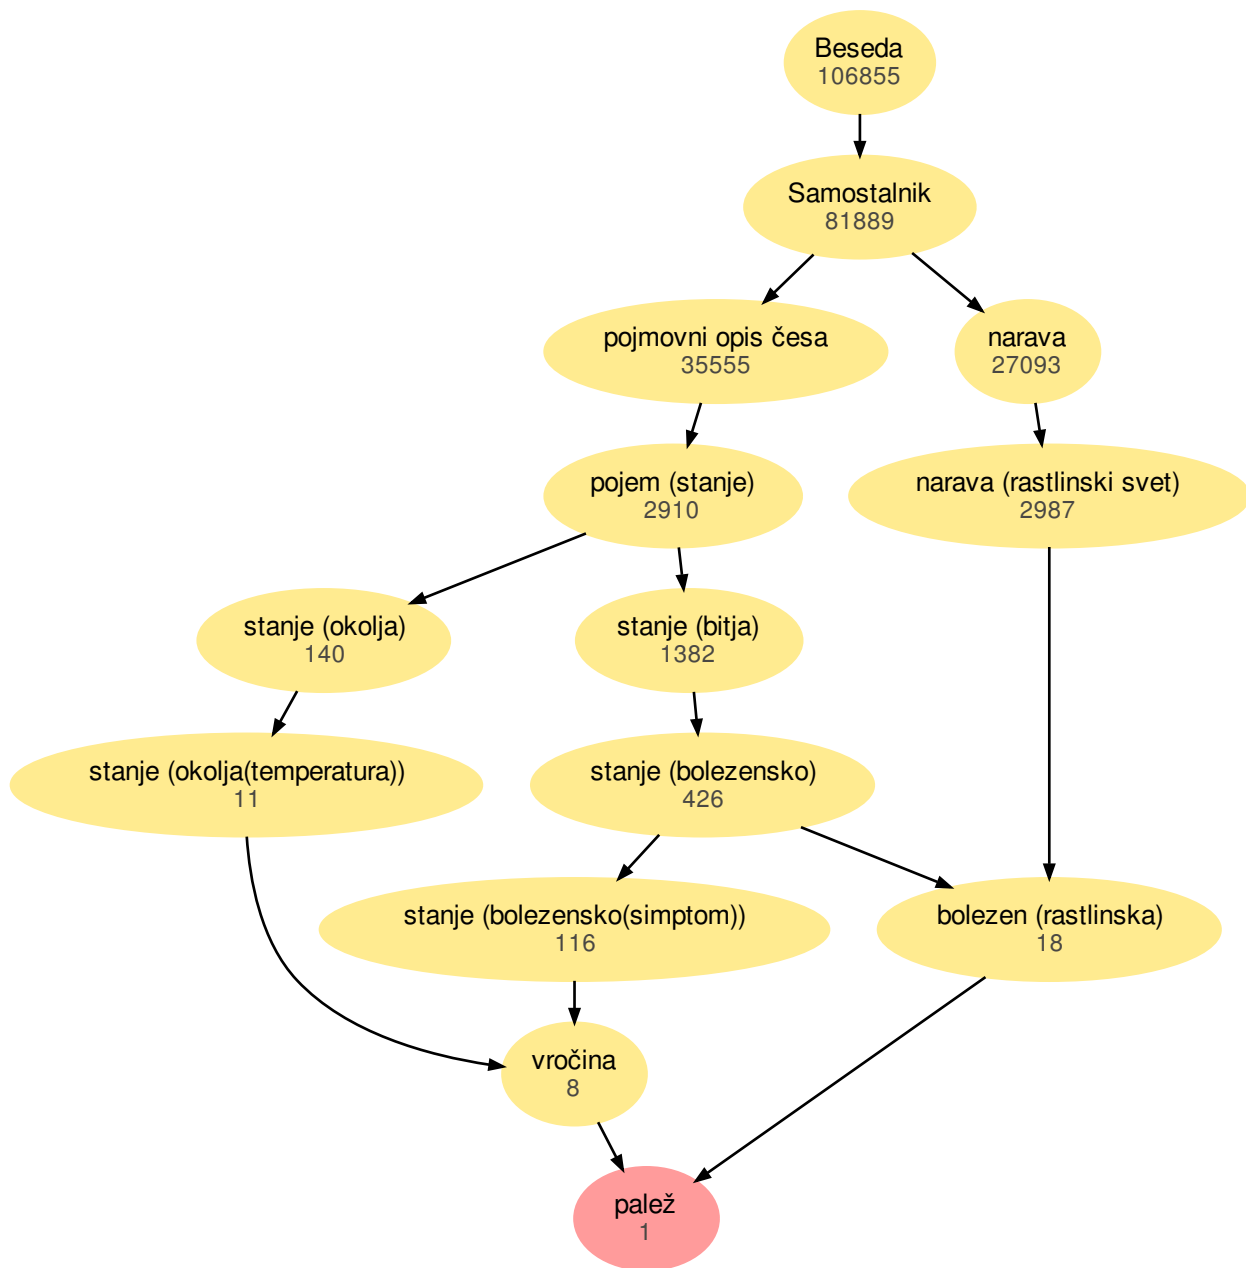 Beseda
106855
Samostalnik
81889
pojmovni opis česa
35555
narava
27093
pojem (stanje)
2910
narava (rastlinski svet)
2987
stanje (okolja)
140
stanje (bitja)
1382
stanje (okolja(temperatura))
11
stanje (bolezensko)
426
stanje (bolezensko(simptom))
116
bolezen (rastlinska)
18
vročina
8
palež
1